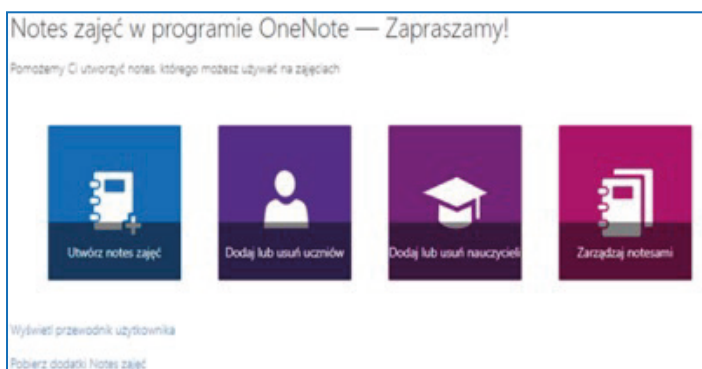 Notes zajęć w programie OneNote — Zapraszamy!
Pomożemy Ci utworzyć notes, którego możesz używać na zajęciach
Utwórz notes zajęć
Dodaj lub usuń uczniów
Dodaj lub usuń nauczycieli
Zarządzaj notesami
Wyświetl przewodnik użytkownika
Pobierz dodatki Notes zajęć